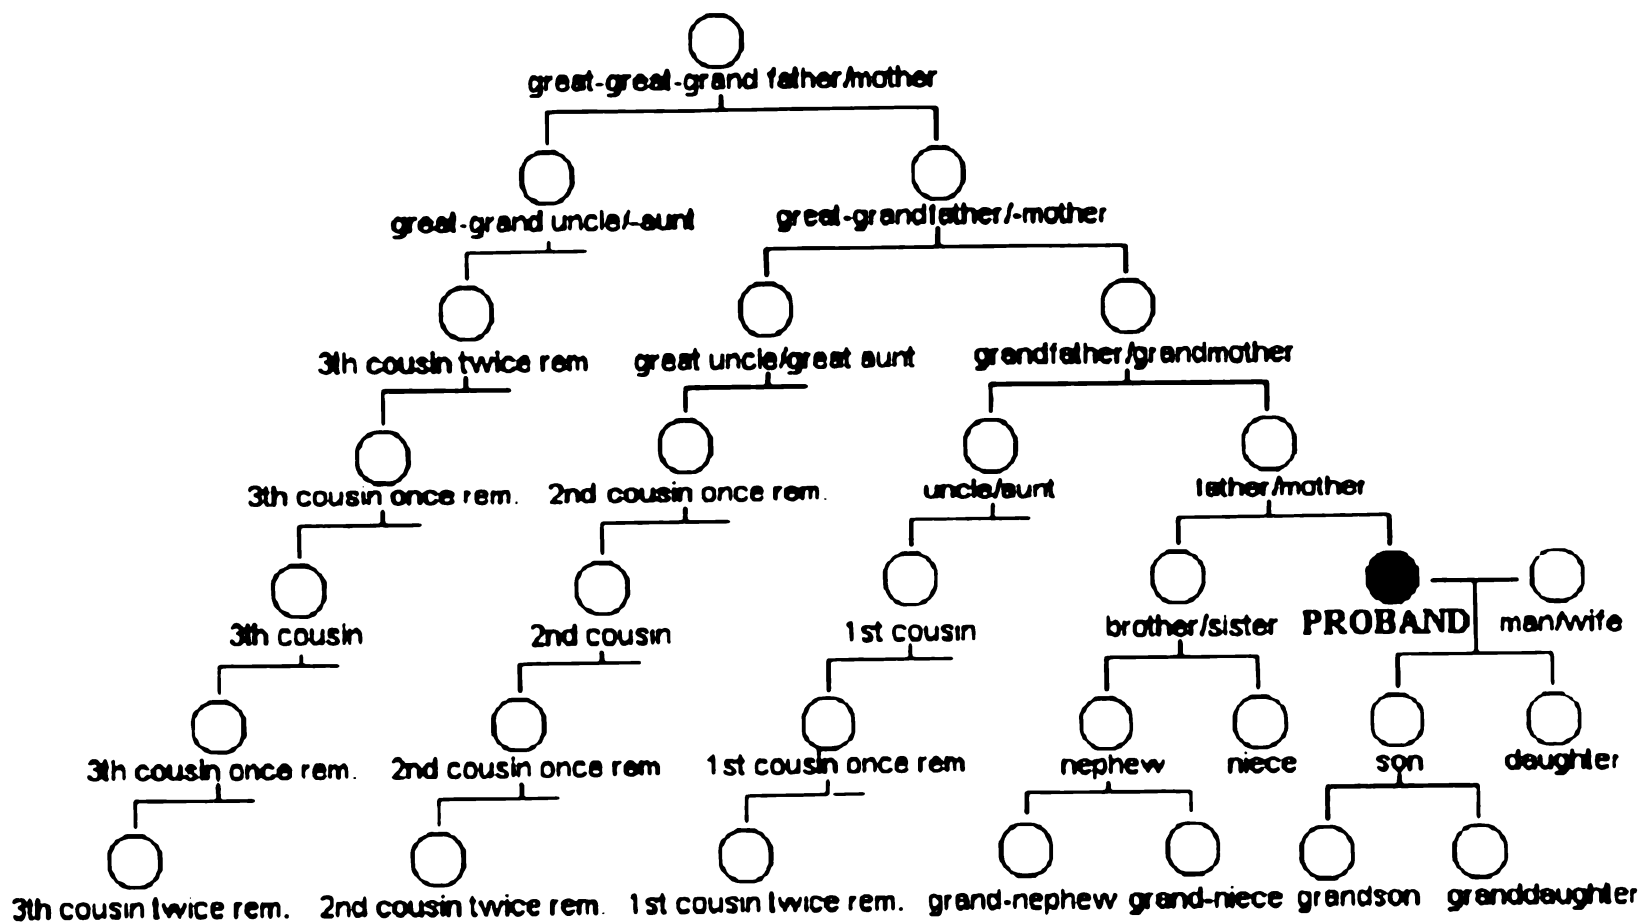 great-great-grand father/mother
great-grand uncle/-aunt
great-grandfather/-mother
3th cousin twice rem
great uncle/great aunt
grandfather/grandmother
3th cousin once rem.
2nd cousin once rem.
uncle/aunt
father/mother
3th cousin
2nd cousin
1st cousin
brother/sister
PROBAND
man/wife
3th cousin once rem.
2nd cousin once rem
1st cousin once rem
nephew
niece
son
daughter
3th cousin twice rem.
2nd cousin twice rem.
1st cousin twice rem.
grand-nephew
grand-niece
grandson
granddaughter